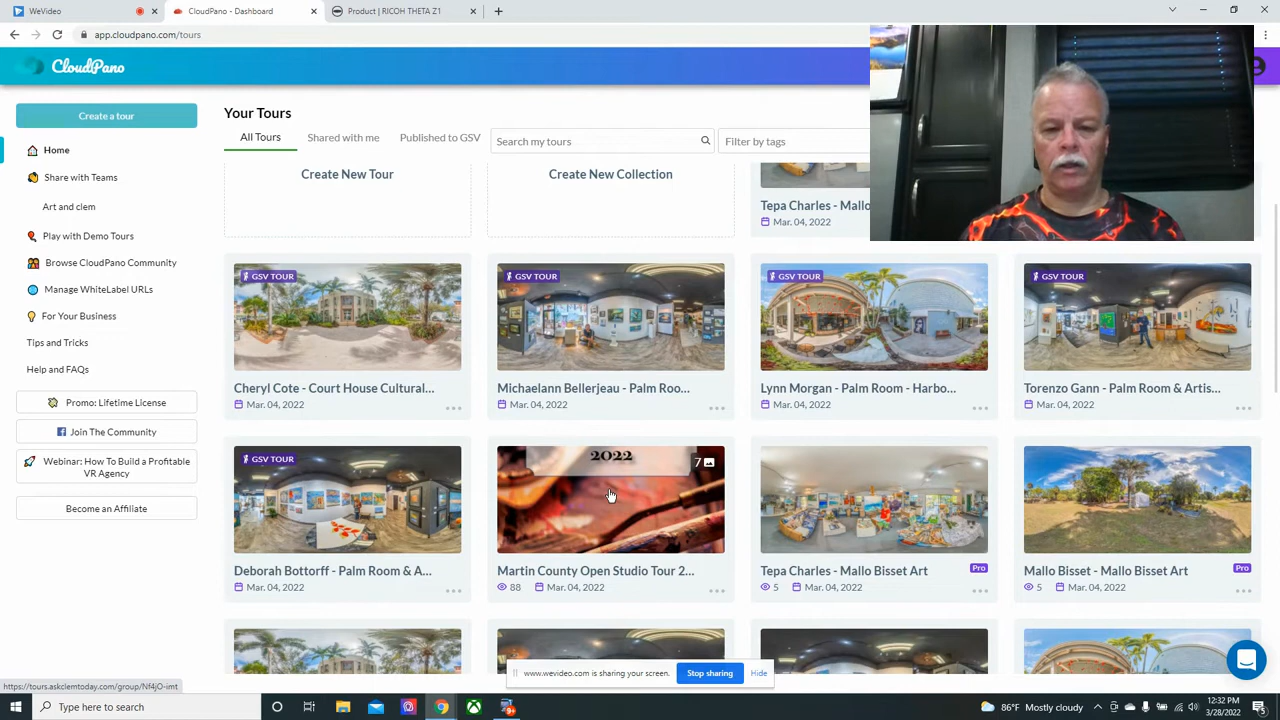 WeVideo
CloudPano - Dashboard
Product | RICOH THETA Z1
app.cloudpano.com/tours
CloudPano
Create a tour
Home
Share with Teams
Art and clem
Play with Demo Tours
Browse CloudPano Community
Manage WhiteLabel URLs
For Your Business
Tips and Tricks
Help and FAQs
Promo: Lifetime License
Join The Community
Webinar: How To Build a Profitable
VR Agency
Become an Affiliate
Your Tours
All Tours
Shared with me
Published to GSV
Search my tours
Filter by tags
Create New Tour
Create New Collection
Tepa Charles - Mallo
Mar. 04, 2022
GSV TOUR
Cheryl Cote - Court House Cultural...
Mar. 04, 2022
GSV TOUR
Michaelann Bellerjeau - Palm Roo...
Mar. 04, 2022
GSV TOUR
Lynn Morgan - Palm Room - Harbo...
Mar. 04, 2022
GSV TOUR
Torenzo Gann - Palm Room & Artis...
Mar. 04, 2022
GSV TOUR
Deborah Bottorff - Palm Room & A...
Mar. 04, 2022
2022
7
Martin County Open Studio Tour 2...
88 Mar. 04, 2022
Tepa Charles - Mallo Bisset Art
Pro
5 Mar. 04, 2022
Mallo Bisset - Mallo Bisset Art
Pro
5 Mar. 04, 2022
www.wevideo.com is sharing your screen.
Stop sharing
Hide
https://tours.askclemtoday.com/group/Nf4jO-imt
Type here to search
86°F Mostly cloudy
12:32 PM
3/28/2022